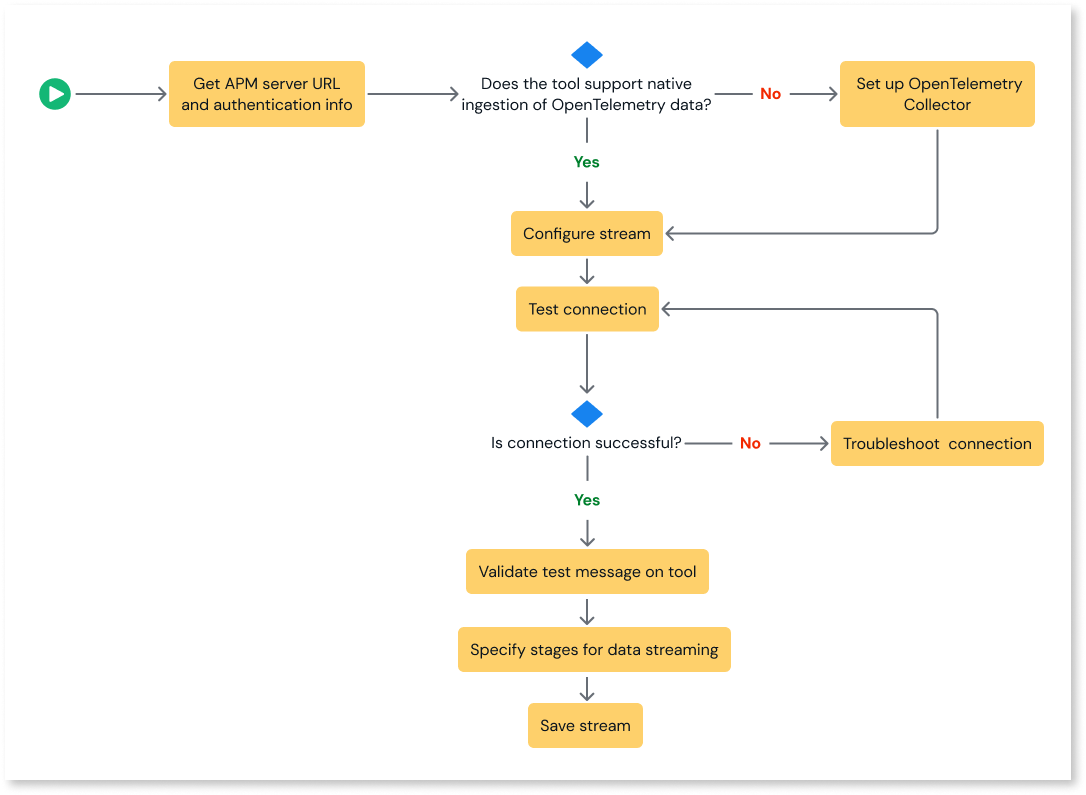 Get APM server URL
and authentication info
Does the tool support native
ingestion of OpenTelemetry data?
No
Set up OpenTelemetry
Collector
Yes
Configure stream
Test connection
Is connection successful?
No
Troubleshoot connection
Yes
Validate test message on tool
Specify stages for data streaming
Save stream